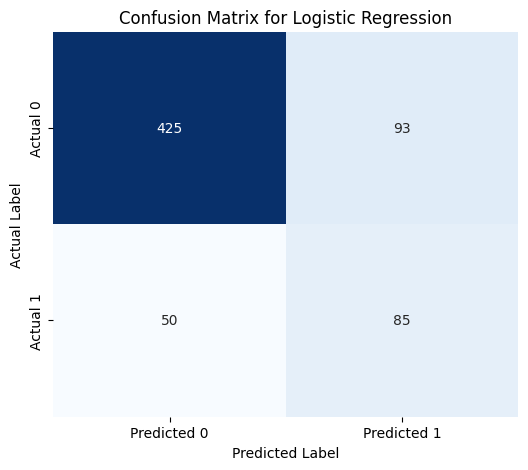 Confusion Matrix for Logistic Regression
Actual Label
Actual 0
425
93
Actual 1
50
85
Predicted 0
Predicted 1
Predicted Label